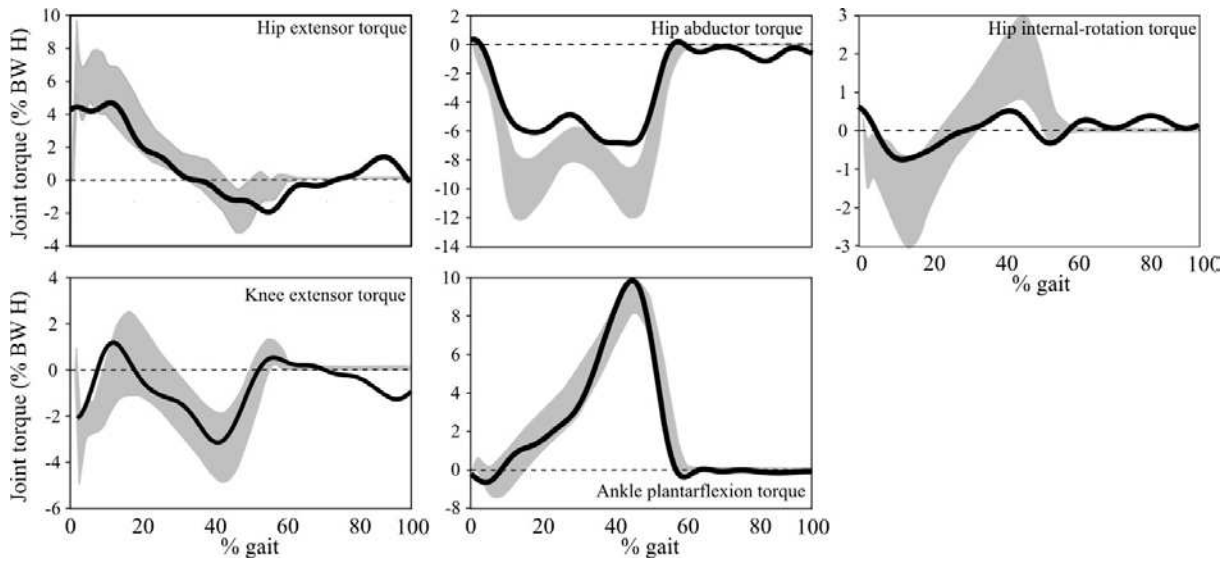 Joint torque (% BW H)
Hip extensor torque
10
8
6
4
2
0
-2
-4
Hip abductor torque
2
0
-2
-4
-6
-8
-10
-12
-14
Hip internal-rotation torque
3
2
1
0
-1
-2
-3
0 20 40 60 80 100
% gait
Joint torque (% BW H)
Knee extensor torque
4
2
0
-2
-4
-6
0 20 40 60 80 100
% gait
10
8
6
4
2
0
-8
Ankle plantarflexion torque
0 20 40 60 80 100
% gait